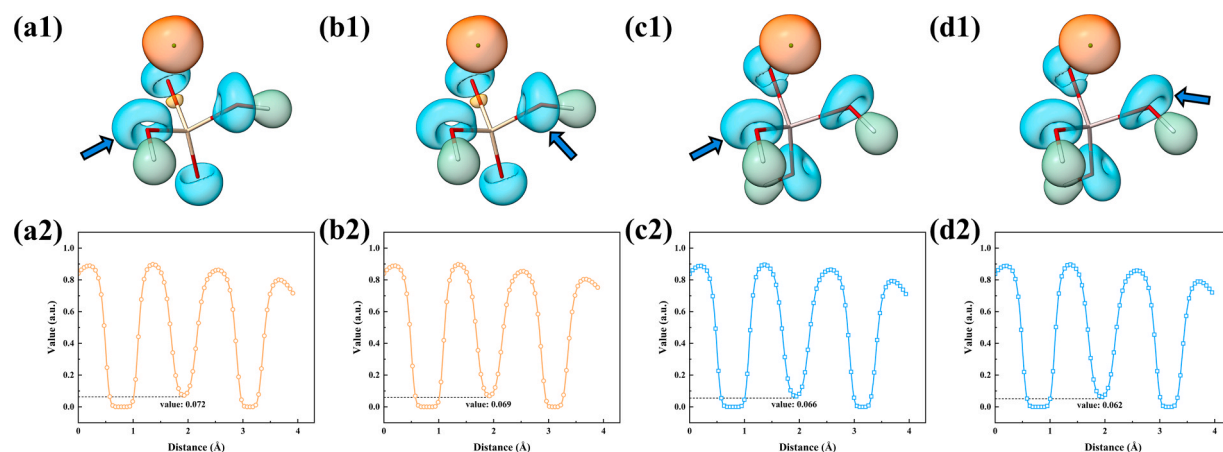 (a1) (b1) (c1) (d1)
(a2) (b2) (c2) (d2)
1.0 1.0 1.0 1.0
0.8 0.8 0.8 0.8
0.6 0.6 0.6 0.6
0.4 0.4 0.4 0.4
0.2 0.2 0.2 0.2
0.0 0.0 0.0 0.0
Value (a.u.) Value (a.u.) Value (a.u.) Value (a.u.)
value: 0.072 value: 0.069 value: 0.066 value: 0.062
0 1 2 3 4 0 1 2 3 4 0 1 2 3 4 0 1 2 3 4
Distance (Å) Distance (Å) Distance (Å) Distance (Å)